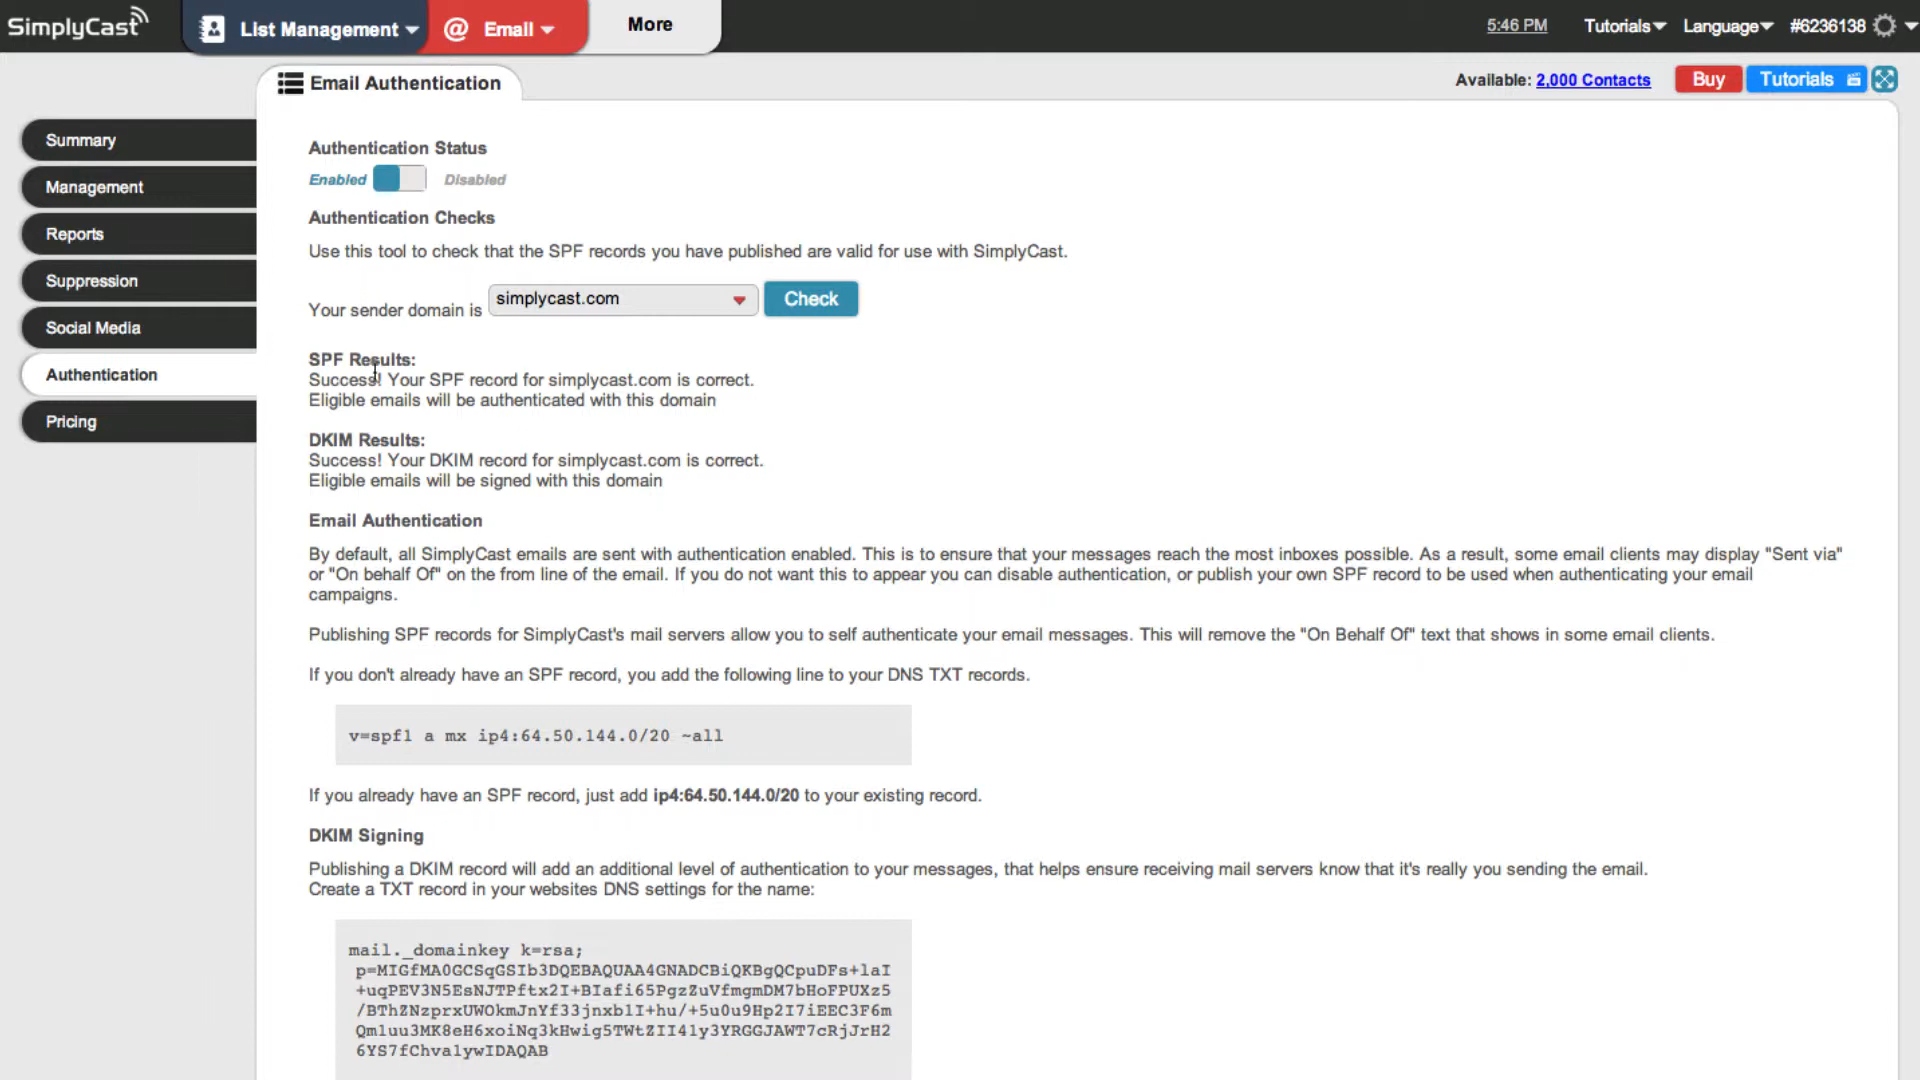 SimplyCast
List Management
@ Email
More
5:46 PM
Tutorials
Language
#6236138
Email Authentication
Available: 2,000 Contacts
Buy
Tutorials
Summary
Management
Reports
Suppression
Social Media
Authentication
Pricing
Authentication Status
Enabled
Disabled
Authentication Checks
Use this tool to check that the SPF records you have published are valid for use with SimplyCast.
Your sender domain is simplycast.com Check
SPF Results:
Success! Your SPF record for simplycast.com is correct.
Eligible emails will be authenticated with this domain
DKIM Results:
Success! Your DKIM record for simplycast.com is correct.
Eligible emails will be signed with this domain
Email Authentication
By default, all SimplyCast emails are sent with authentication enabled. This is to ensure that your messages reach the most inboxes possible. As a result, some email clients may display "Sent via"
or "On behalf Of" on the from line of the email. If you do not want this to appear you can disable authentication, or publish your own SPF record to be used when authenticating your email
campaigns.
Publishing SPF records for SimplyCast's mail servers allow you to self authenticate your email messages. This will remove the "On Behalf Of" text that shows in some email clients.
If you don't already have an SPF record, you add the following line to your DNS TXT records.
v=spf1 a mx ip4:64.50.144.0/20 ~all
If you already have an SPF record, just add ip4:64.50.144.0/20 to your existing record.
DKIM Signing
Publishing a DKIM record will add an additional level of authentication to your messages, that helps ensure receiving mail servers know that it's really you sending the email.
Create a TXT record in your websites DNS settings for the name:
mail._domainkey k=rsa;
p=MIGfMA0GCSqGSIb3DQEBAQUAA4GNADCBiQKBgQCpuDFs+laI
+uqPEV3N5EsNJTPftx2I+BIafi65PgzZuVfmgmDM7bHoFPUXz5
/BThZNzprxUWOkmJnYf33jnxblI+hu/+5u0u9Hp2I7iEEC3F6m
Qm1uu3MK8eH6xoiNq3kHwig5TWtZII41y3YRGGJAWT7cRjJrH2
6YS7fChvalywIDAQAB